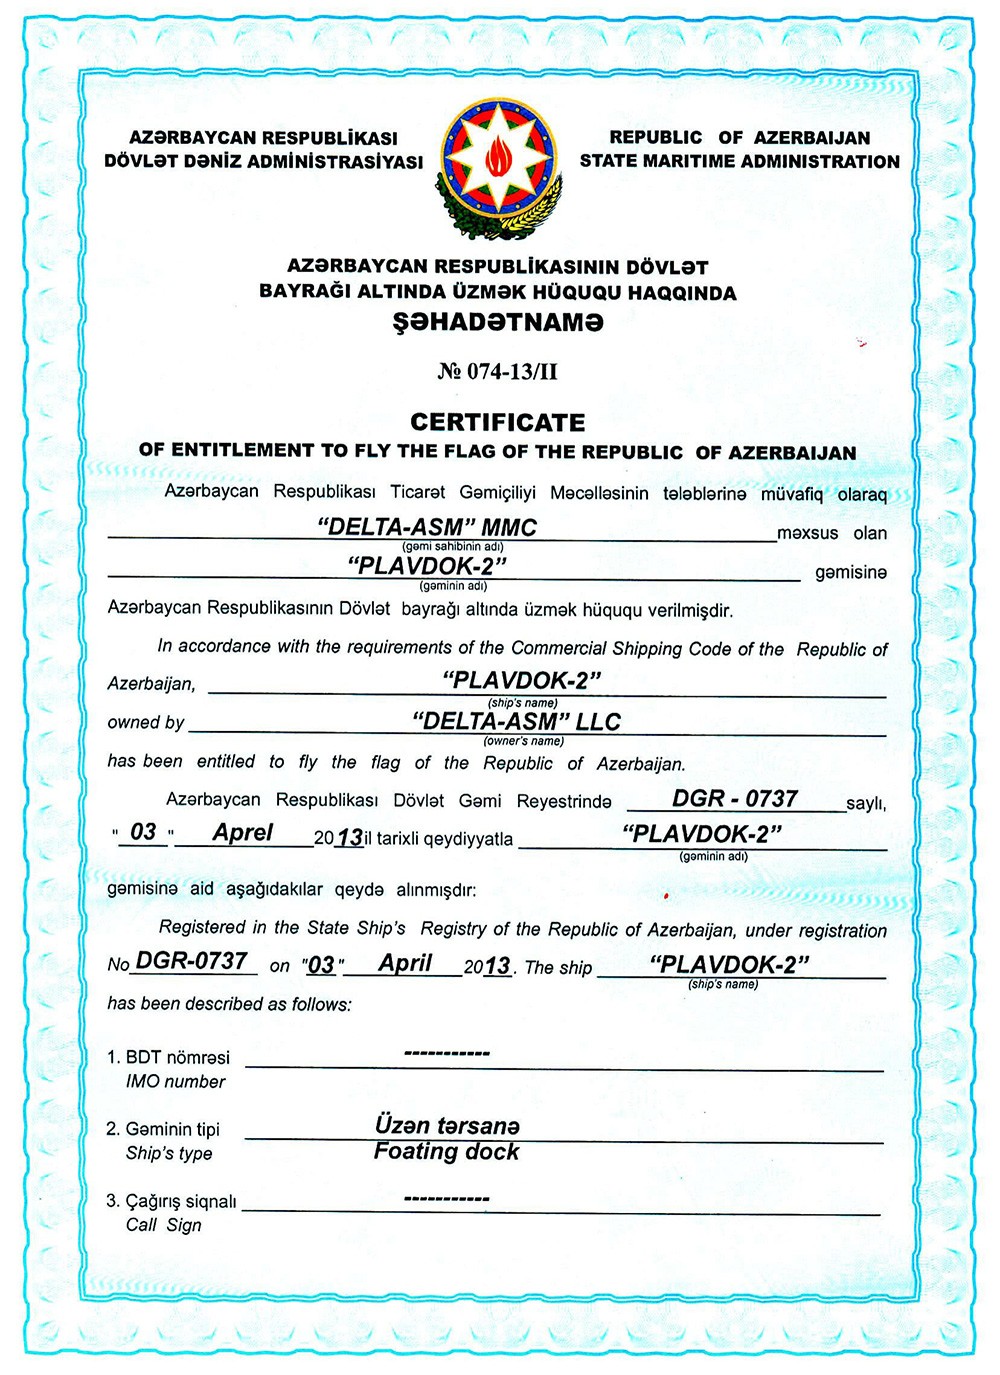 AZƏRBAYCAN RESPUBLİKASI
DÖVLƏT DƏNİZ ADMİNİSTRASİYASI
REPUBLIC OF AZERBAIJAN
STATE MARITIME ADMINISTRATION
AZƏRBAYCAN RESPUBLİKASININ DÖVLƏT
BAYRAĞI ALTINDA ÜZMƏK HÜQUQU HAQQINDA
ŞƏHADƏTNAMƏ
№ 074-13/II
CERTIFICATE
OF ENTITLEMENT TO FLY THE FLAG OF THE REPUBLIC OF AZERBAIJAN
Azərbaycan Respublikası Ticarət Gəmiçiliyi Məcəlləsinin tələblərinə müvafiq olaraq
“DELTA-ASM” MMC məxsus olan
(gəmi sahibinin adı)
“PLAVDOK-2” gəmisinə
(gəminin adı)
Azərbaycan Respublikasının Dövlət bayrağı altında üzmək hüququ verilmişdir.
In accordance with the requirements of the Commercial Shipping Code of the Republic of
Azerbaijan, “PLAVDOK-2”
(ship's name)
owned by “DELTA-ASM” LLC
(owner's name)
has been entitled to fly the flag of the Republic of Azerbaijan.
Azərbaycan Respublikası Dövlət Gəmi Reyestrində DGR - 0737 saylı,
" 03 " Aprel 2013 il tarixli qeydiyyatla “PLAVDOK-2”
(gəminin adı)
gəmisinə aid aşağıdakılar qeydə alınmışdır:
Registered in the State Ship's Registry of the Republic of Azerbaijan, under registration
No DGR-0737 on "03" April 2013. The ship “PLAVDOK-2”
(ship's name)
has been described as follows:
1. BDT nömrəsi -----------
IMO number
2. Gəminin tipi Üzən tərsanə
Ship's type Foating dock
3. Çağırış siqnalı -----------
Call Sign